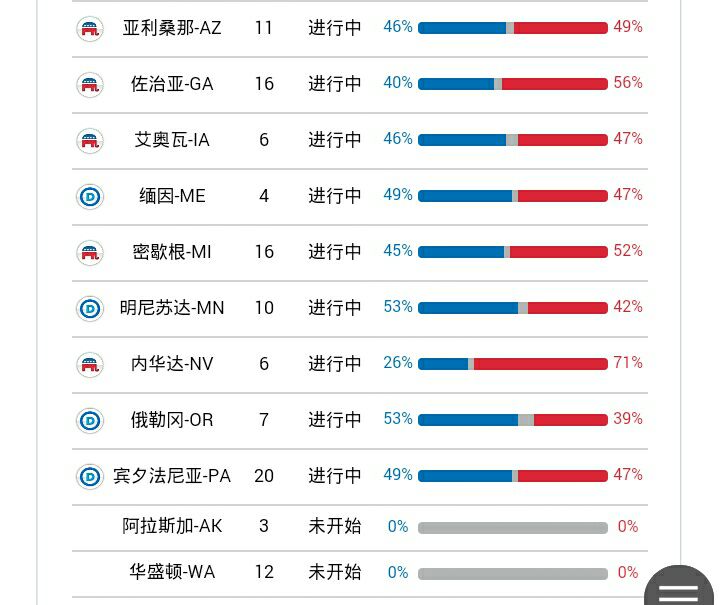 亚利桑那-AZ 11 进行中 46% 49%
佐治亚-GA 16 进行中 40% 56%
艾奥瓦-IA 6 进行中 46% 47%
缅因-ME 4 进行中 49% 47%
密歇根-MI 16 进行中 45% 52%
明尼苏达-MN 10 进行中 53% 42%
内华达-NV 6 进行中 26% 71%
俄勒冈-OR 7 进行中 53% 39%
宾夕法尼亚-PA 20 进行中 49% 47%
阿拉斯加-AK 3 未开始 0% 0%
华盛顿-WA 12 未开始 0% 0%